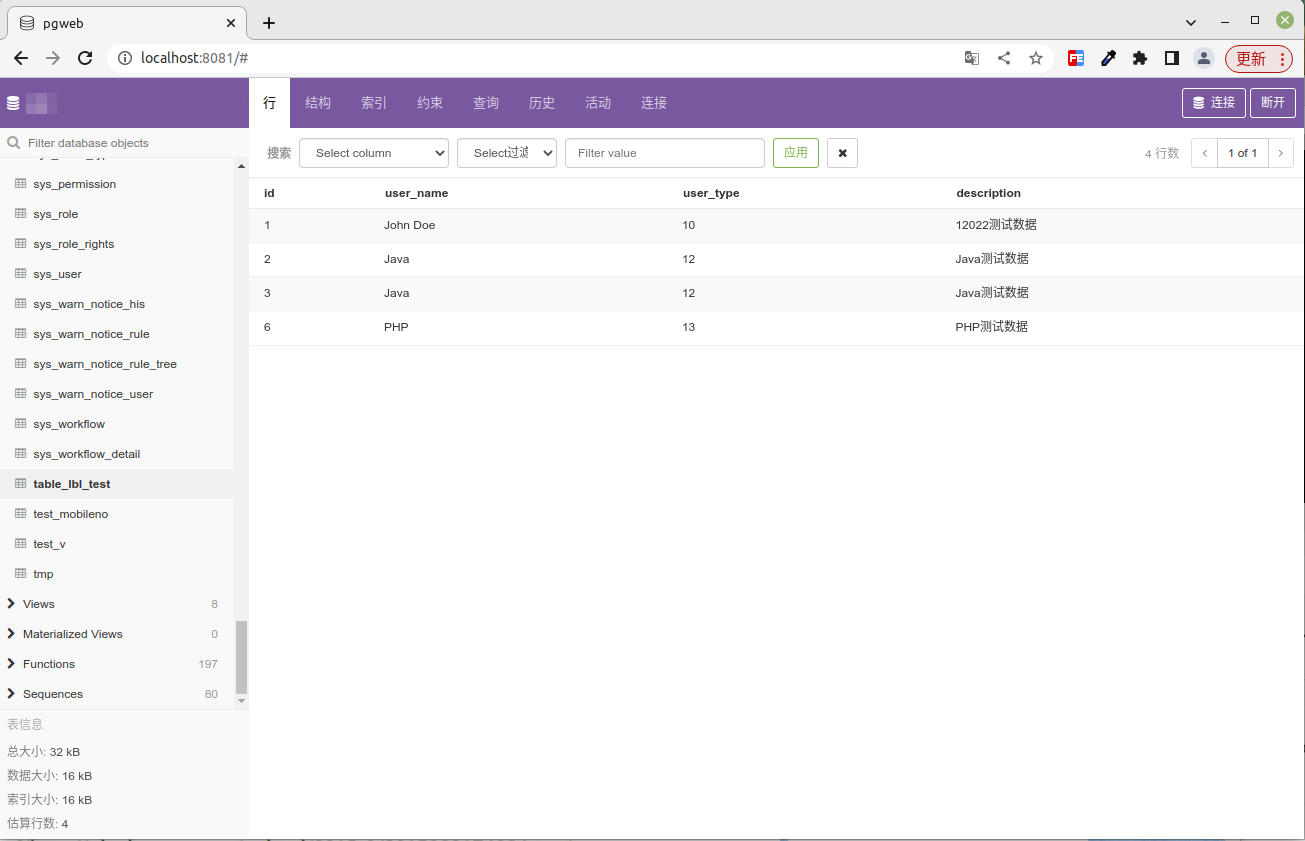 pgweb
localhost:8081/#
更新
行 结构 索引 约束 查询 历史 活动 连接
连接 断开
Filter database objects
搜索 Select column Select过滤 Filter value 应用 4 行数 1 of 1
sys_permission
sys_role
sys_role_rights
sys_user
sys_warn_notice_his
sys_warn_notice_rule
sys_warn_notice_rule_tree
sys_warn_notice_user
sys_workflow
sys_workflow_detail
table_lbl_test
test_mobileno
test_v
tmp
Views 8
Materialized Views 0
Functions 197
Sequences 80
表信息
总大小: 32 kB
数据大小: 16 kB
索引大小: 16 kB
估算行数: 4
id user_name user_type description
1 John Doe 10 12022测试数据
2 Java 12 Java测试数据
3 Java 12 Java测试数据
6 PHP 13 PHP测试数据